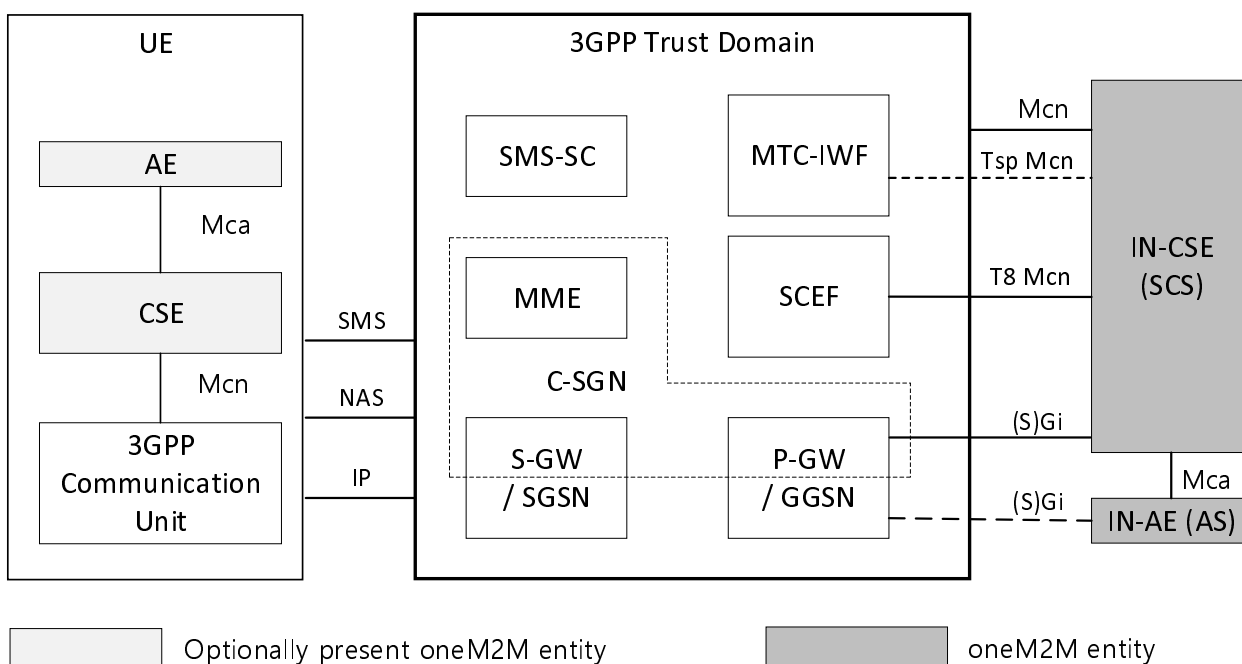 UE
AE
Mca
CSE
Mcn
3GPP
Communication
Unit
SMS
NAS
IP
3GPP Trust Domain
SMS-SC
MTC-IWF
MME
SCEF
C-SGN
S-GW
/ SGSN
P-GW
/ GGSN
Mcn
Tsp Mcn
T8 Mcn
(S)Gi
(S)Gi
IN-CSE
(SCS)
Mca
IN-AE (AS)
Optionally present oneM2M entity
oneM2M entity